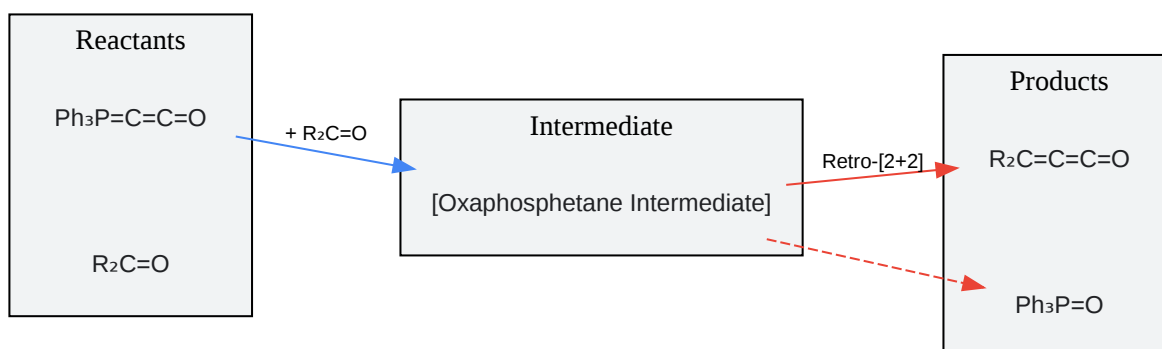 Reactants
Ph₃P=C=C=O
R₂C=O
+ R₂C=O
Intermediate
[Oxaphosphetane Intermediate]
Retro-[2+2]
Products
R₂C=C=C=O
Ph₃P=O